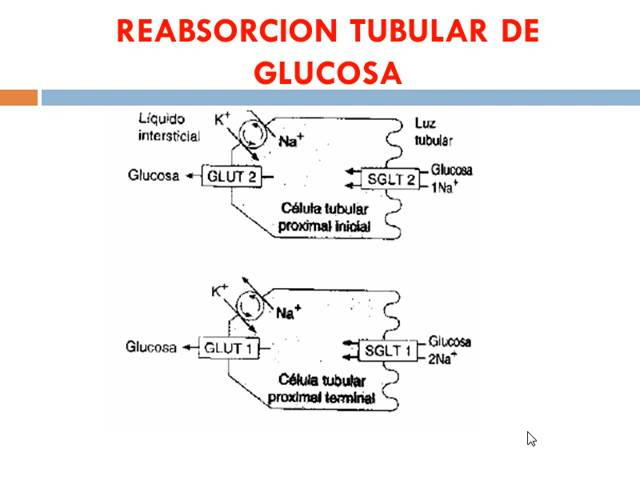 REABSORCION TUBULAR DE
GLUCOSA
Líquido
intersticial
K+
Na+
Luz
tubular
Glucosa
GLUT 2
SGLT 2
Glucosa
1Na+
Célula tubular
proximal inicial
K+
Na+
Glucosa
GLUT 1
SGLT 1
Glucosa
2Na+
Célula tubular
proximal terminal